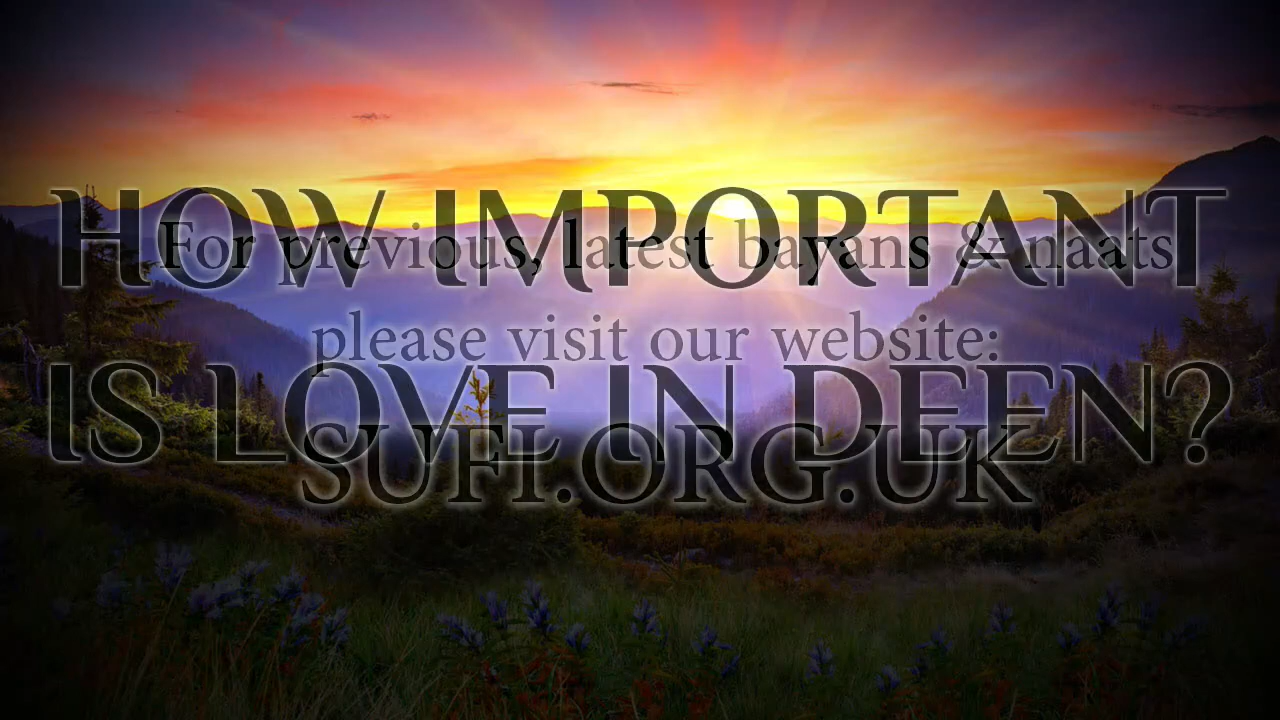 HOW IMPORTANT
For previous, latest bayans & naats
please visit our website:
IS LOVE IN DEEN?
SUFI.ORG.UK